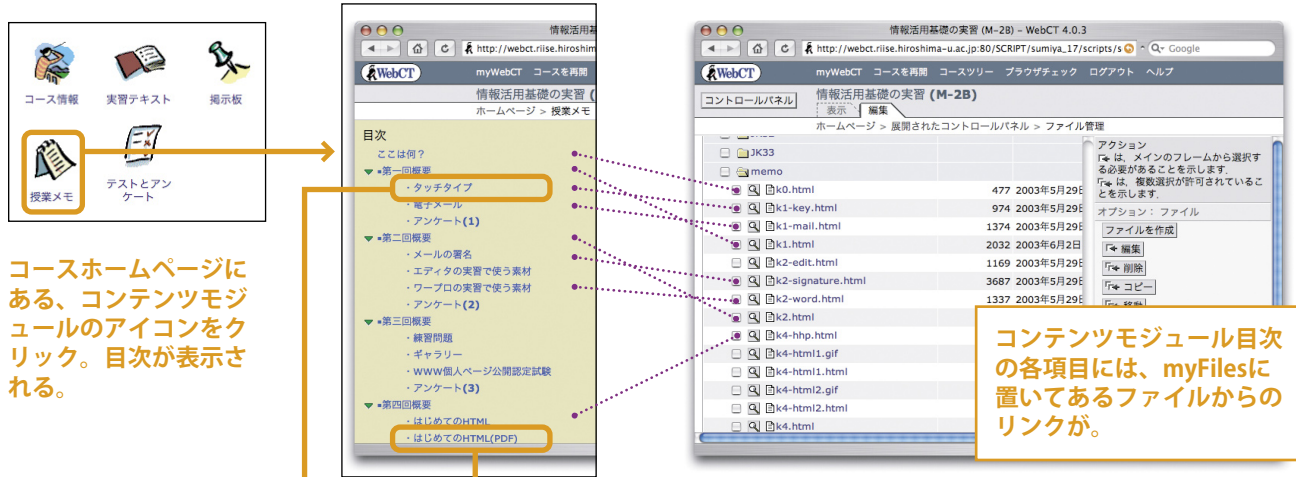 コース情報
実習テキスト
掲示板
授業メモ
テストとアン
ケート
コースホームページに
ある、コンテンツモジ
ュールのアイコンをク
リック。目次が表示さ
れる。
情報活用基
http://webct.riise.hiroshim
WebCT
myWebCT コースを再開
情報活用基礎の実習 (
ホームページ > 授業メモ
目次
ここは何？
第一回概要
・タッチタイプ
・電子メール
・アンケート(1)
第二回概要
・メールの署名
・エディタの実習で使う素材
・ワープロの実習で使う素材
・アンケート(2)
第三回概要
・練習問題
・ギャラリー
・WWW個人ページ公開認定試験
・アンケート(3)
第四回概要
・はじめてのHTML
・はじめてのHTML(PDF)
情報活用基礎の実習 (M-2B) – WebCT 4.0.3
http://webct.riise.hiroshima-u.ac.jp:80/SCRIPT/sumiya_17/scripts/s
Google
WebCT
myWebCT コースを再開 コースツリー ブラウザチェック ログアウト ヘルプ
コントロールパネル
情報活用基礎の実習 (M-2B)
表示 編集
ホームページ > 展開されたコントロールパネル > ファイル管理
JK33
memo
k0.html 477 2003年5月29日
k1-key.html 974 2003年5月29日
k1-mail.html 1374 2003年5月29日
k1.html 2032 2003年6月2日
k2-edit.html 1169 2003年5月29日
k2-signature.html 3687 2003年5月29日
k2-word.html 1337 2003年5月29日
k2.html
k4-hhp.html
k4-html1.gif
k4-html1.html
k4-html2.gif
k4-html2.html
k4.html
アクション
は、メインのフレームから選択す
る必要があることを示します.
は、複数選択が許可されているこ
とを示します.
オプション： ファイル
ファイルを作成
編集
削除
コピー
コンテンツモジュール目次
の各項目には、myFilesに
置いてあるファイルからの
リンクが。